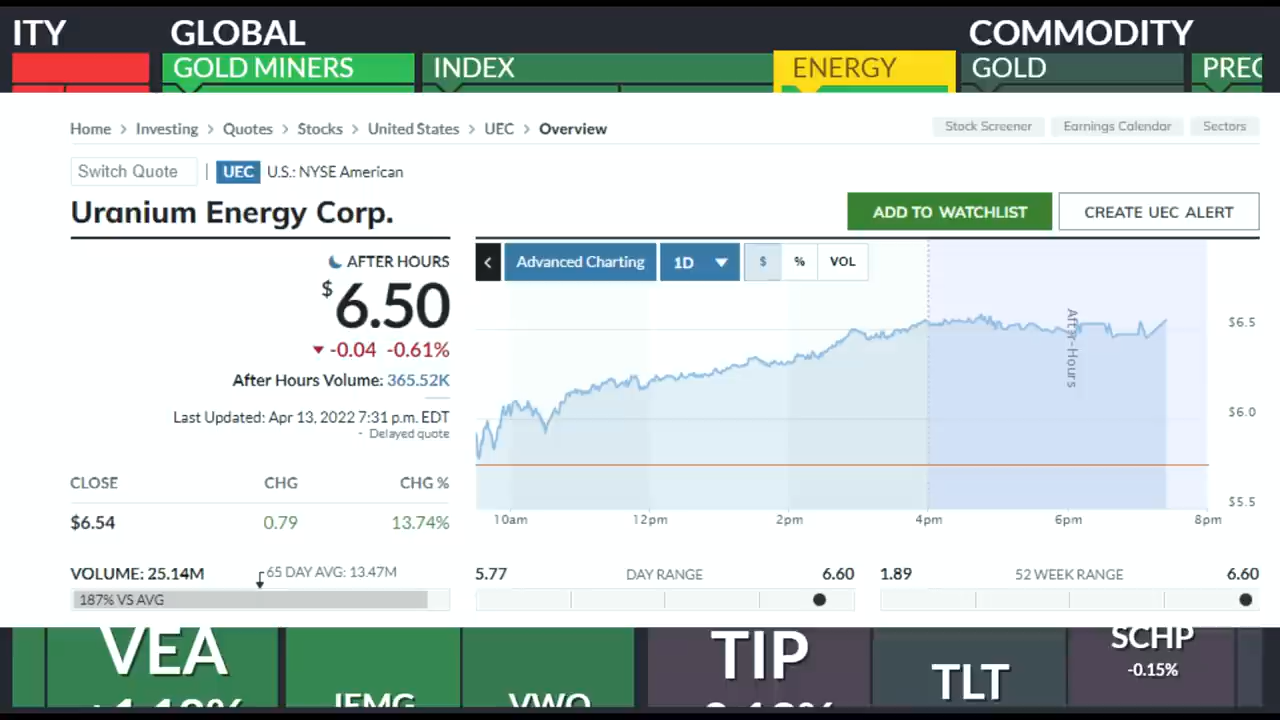 ITY GLOBAL COMMODITY
GOLD MINERS INDEX ENERGY GOLD PREC
Home > Investing > Quotes > Stocks > United States > UEC > Overview
Stock Screener Earnings Calendar Sectors
Switch Quote | UEC U.S.: NYSE American
Uranium Energy Corp.
ADD TO WATCHLIST CREATE UEC ALERT
AFTER HOURS
$6.50
-0.04 -0.61%
After Hours Volume: 365.52K
Last Updated: Apr 13, 2022 7:31 p.m. EDT
- Delayed quote
CLOSE CHG CHG %
$6.54 0.79 13.74%
VOLUME: 25.14M 65 DAY AVG: 13.47M
187% VS AVG
< Advanced Charting 1D $ % VOL
After-Hours
$6.5
$6.0
$5.5
10am 12pm 2pm 4pm 6pm 8pm
5.77 DAY RANGE 6.60
1.89 52 WEEK RANGE 6.60
VEA TIP SCHP
-0.15%
IEMG VWO TLT